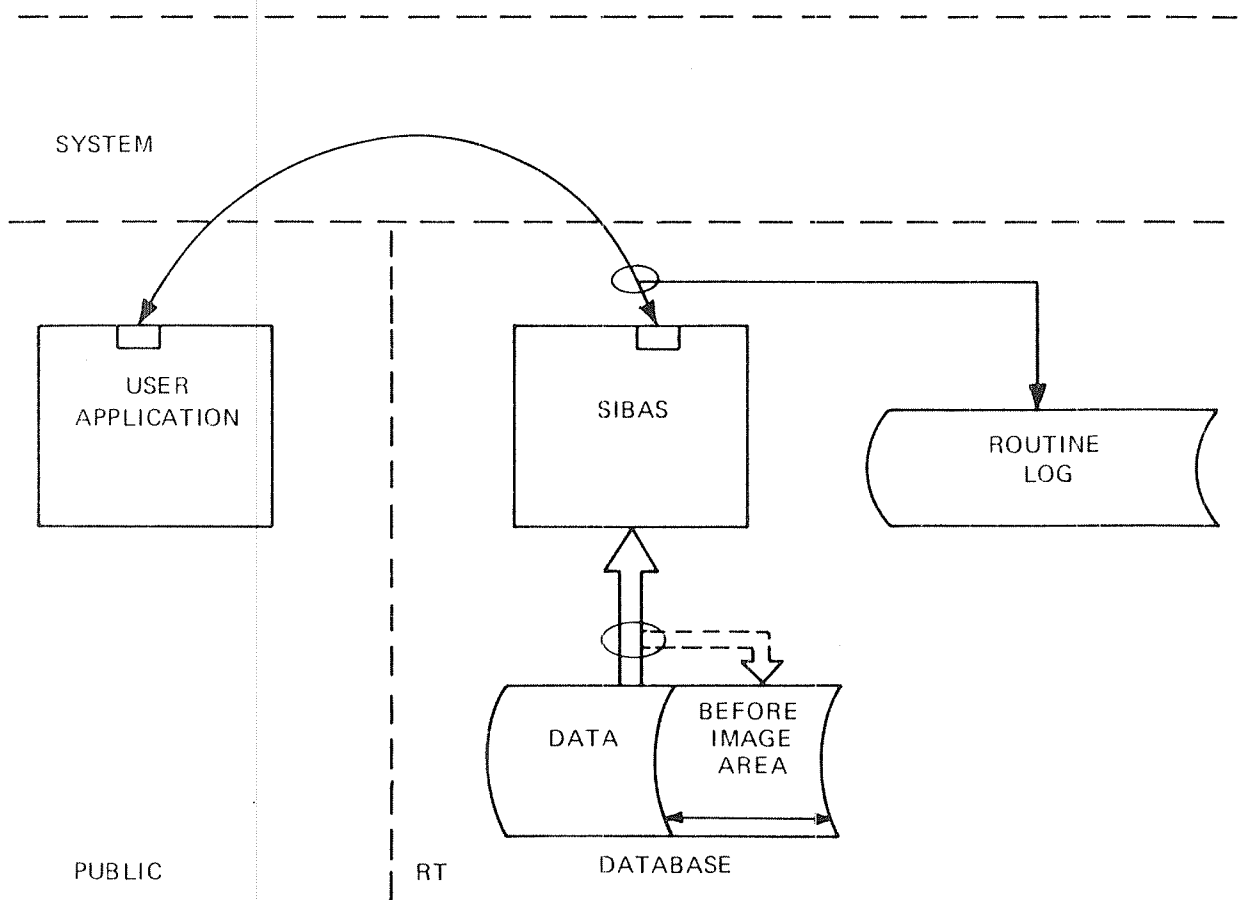 SYSTEM
USER
APPLICATION
SIBAS
ROUTINE
LOG
DATA
BEFORE
IMAGE
AREA
DATABASE
PUBLIC
RT